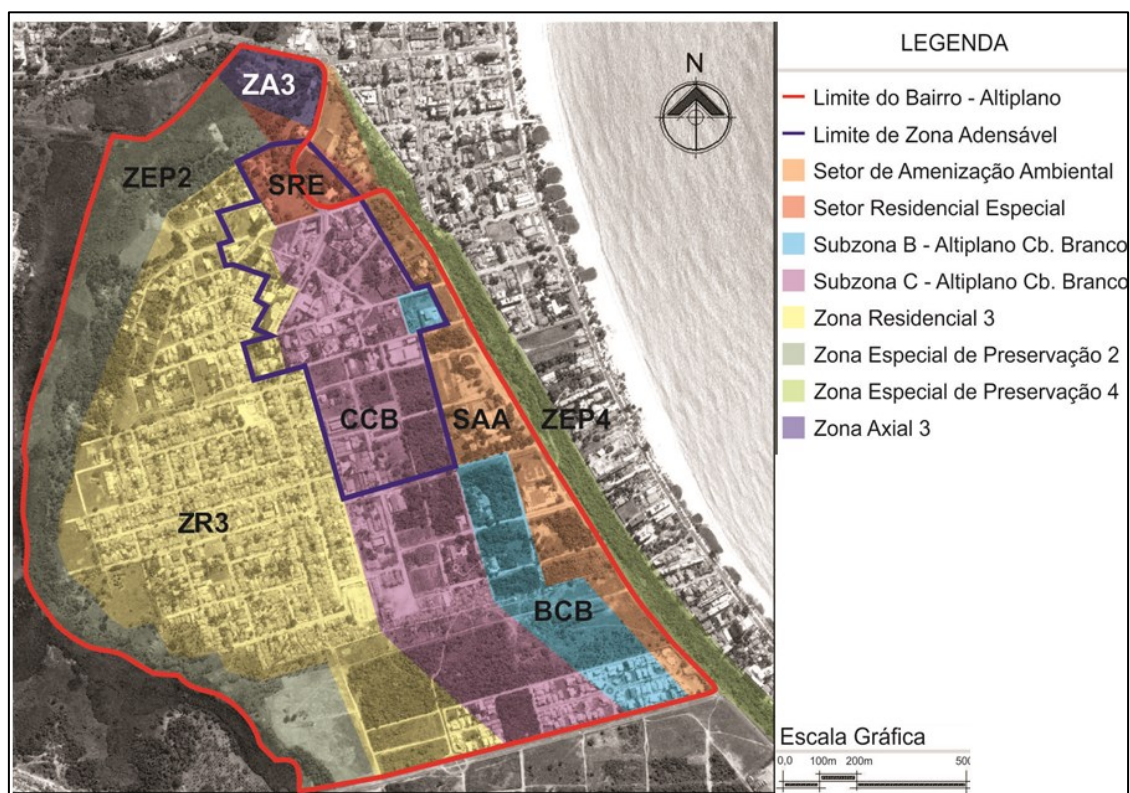 ZA3
ZEP2
SRE
CCB
SAA
ZEP4
ZR3
BCB
N
LEGENDA
Limite do Bairro - Altiplano
Limite de Zona Adensável
Setor de Amenização Ambiental
Setor Residencial Especial
Subzona B - Altiplano Cb. Branco
Subzona C - Altiplano Cb. Branco
Zona Residencial 3
Zona Especial de Preservação 2
Zona Especial de Preservação 4
Zona Axial 3
Escala Gráfica
0,0 100m 200m 500